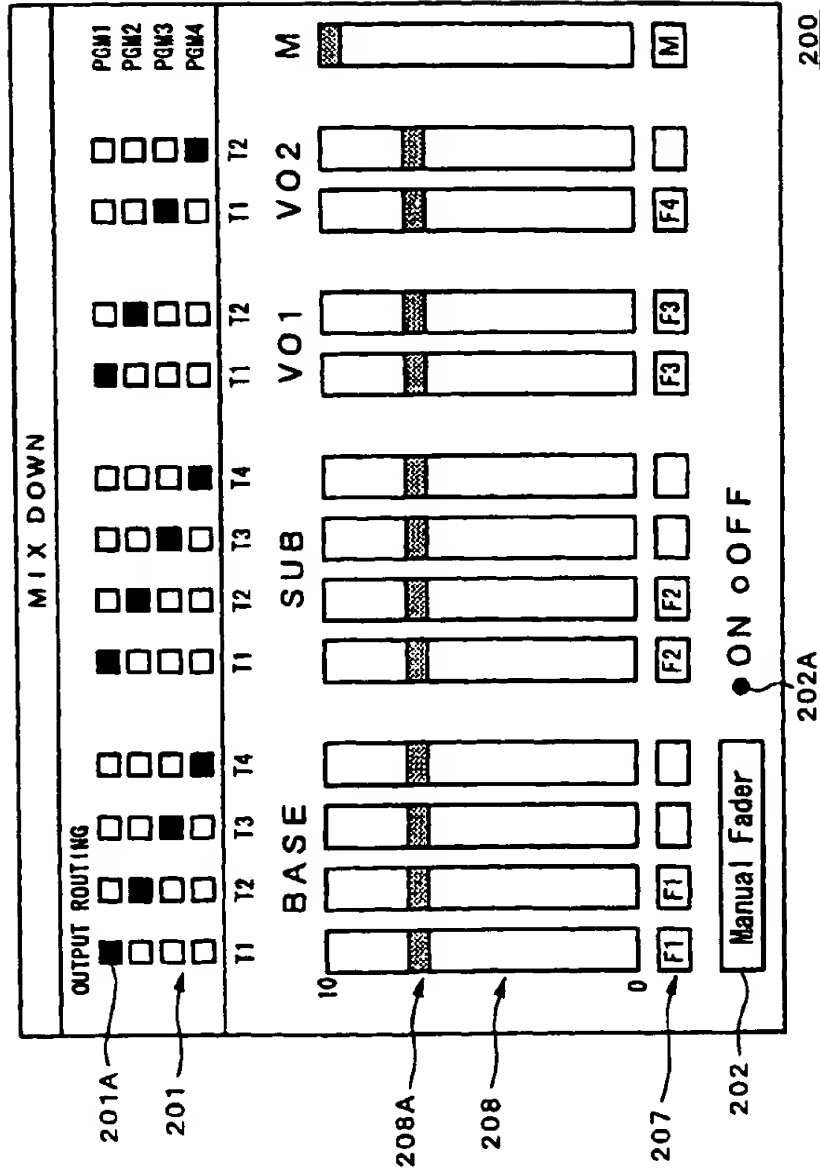 MIX DOWN
OUTPUT ROUTING
PGM1
PGM2
PGM3
PGM4
T1 T2 T3 T4 T1 T2 T3 T4 T1 T2 T1 T2
BASE SUB VO1 VO2 M
10
0
F1 F1 F2 F2 F3 F3 F4 M
Manual Fader ON OFF
201A
201
208A
208
207
202
202A
200